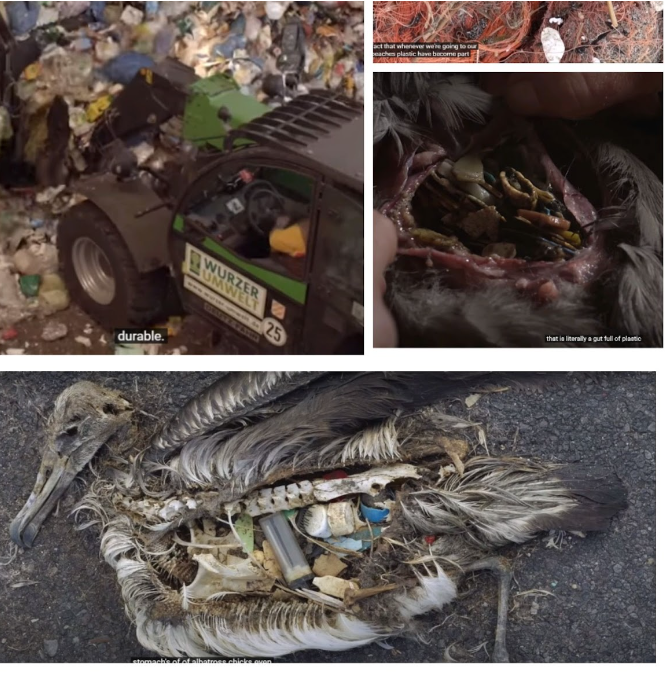 act that whenever we're going to our
beaches plastic have become part
WURZER
UMWELT
25
durable.
that is literally a gut full of plastic
stomach's of of albatross chicks even